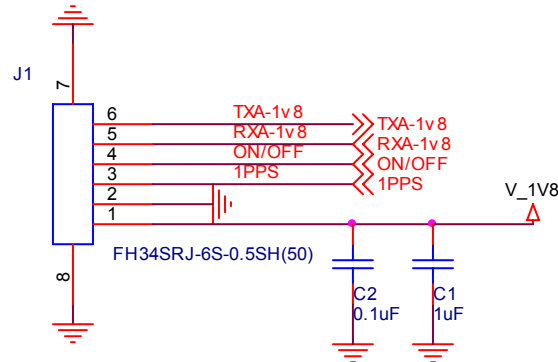 J1
7
6 TXA-1v8 TXA-1v8
5 RXA-1v8 RXA-1v8
4 ON/OFF ON/OFF
3 1PPS 1PPS
2
1 V_1V8
8 FH34SRJ-6S-0.5SH(50)
C2 C1
0.1uF 1uF